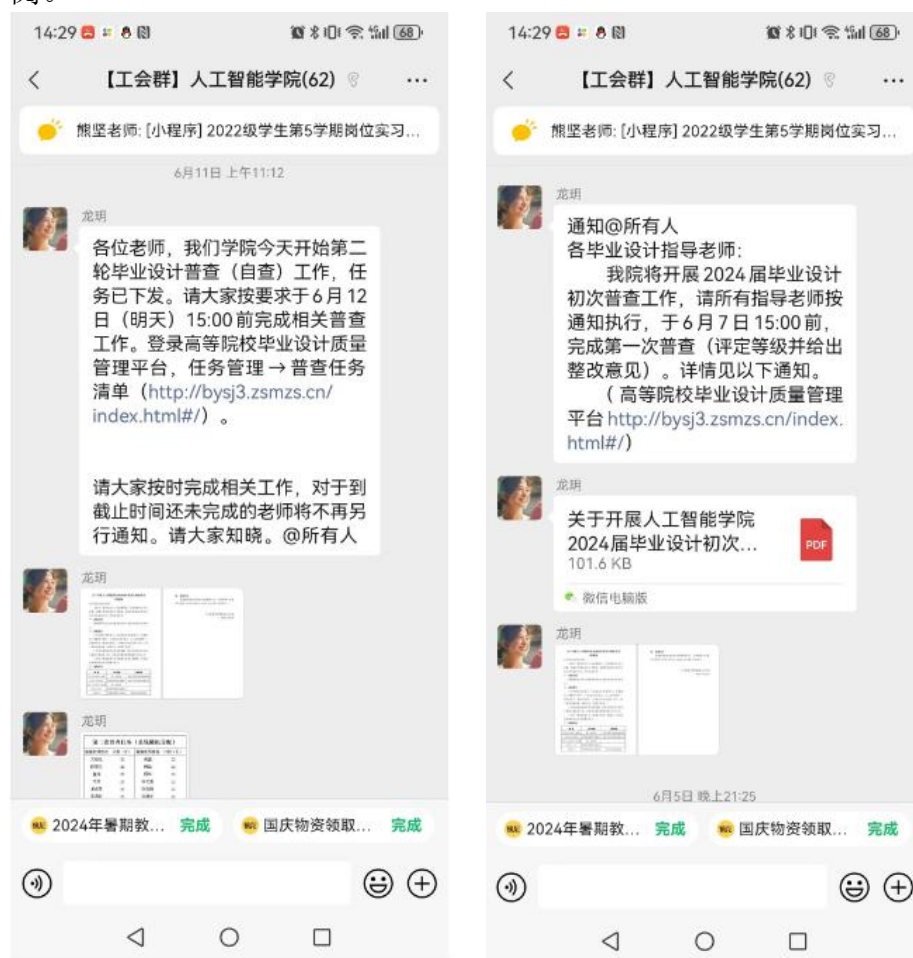 14:29
68
【工会群】人工智能学院(62)
熊坚老师: [小程序] 2022级学生第5学期岗位实习...
6月11日 上午11:12
龙玥
各位老师，我们学院今天开始第二
轮毕业设计普查（自查）工作，任
务已下发。请大家按要求于6月12
日（明天）15:00前完成相关普查
工作。登录高等院校毕业设计质量
管理平台，任务管理→普查任务
清单（http://bysj3.zsmzs.cn/
index.html#/）。
请大家按时完成相关工作，对于到
截止时间还未完成的老师将不再另
行通知。请大家知晓。@所有人
龙玥
龙玥
2024年暑期教... 完成
国庆物资领取... 完成
14:29
68
【工会群】人工智能学院(62)
熊坚老师: [小程序] 2022级学生第5学期岗位实习...
龙玥
通知@所有人
各毕业设计指导老师:
我院将开展2024届毕业设计
初次普查工作，请所有指导老师按
通知执行，于6月7日15:00前，
完成第一次普查（评定等级并给出
整改意见）。详情见以下通知。
（高等院校毕业设计质量管理
平台http://bysj3.zsmzs.cn/index.
html#/)
龙玥
关于开展人工智能学院
2024届毕业设计初次...
PDF
101.6 KB
微信电脑版
龙玥
6月5日 晚上21:25
2024年暑期教... 完成
国庆物资领取... 完成